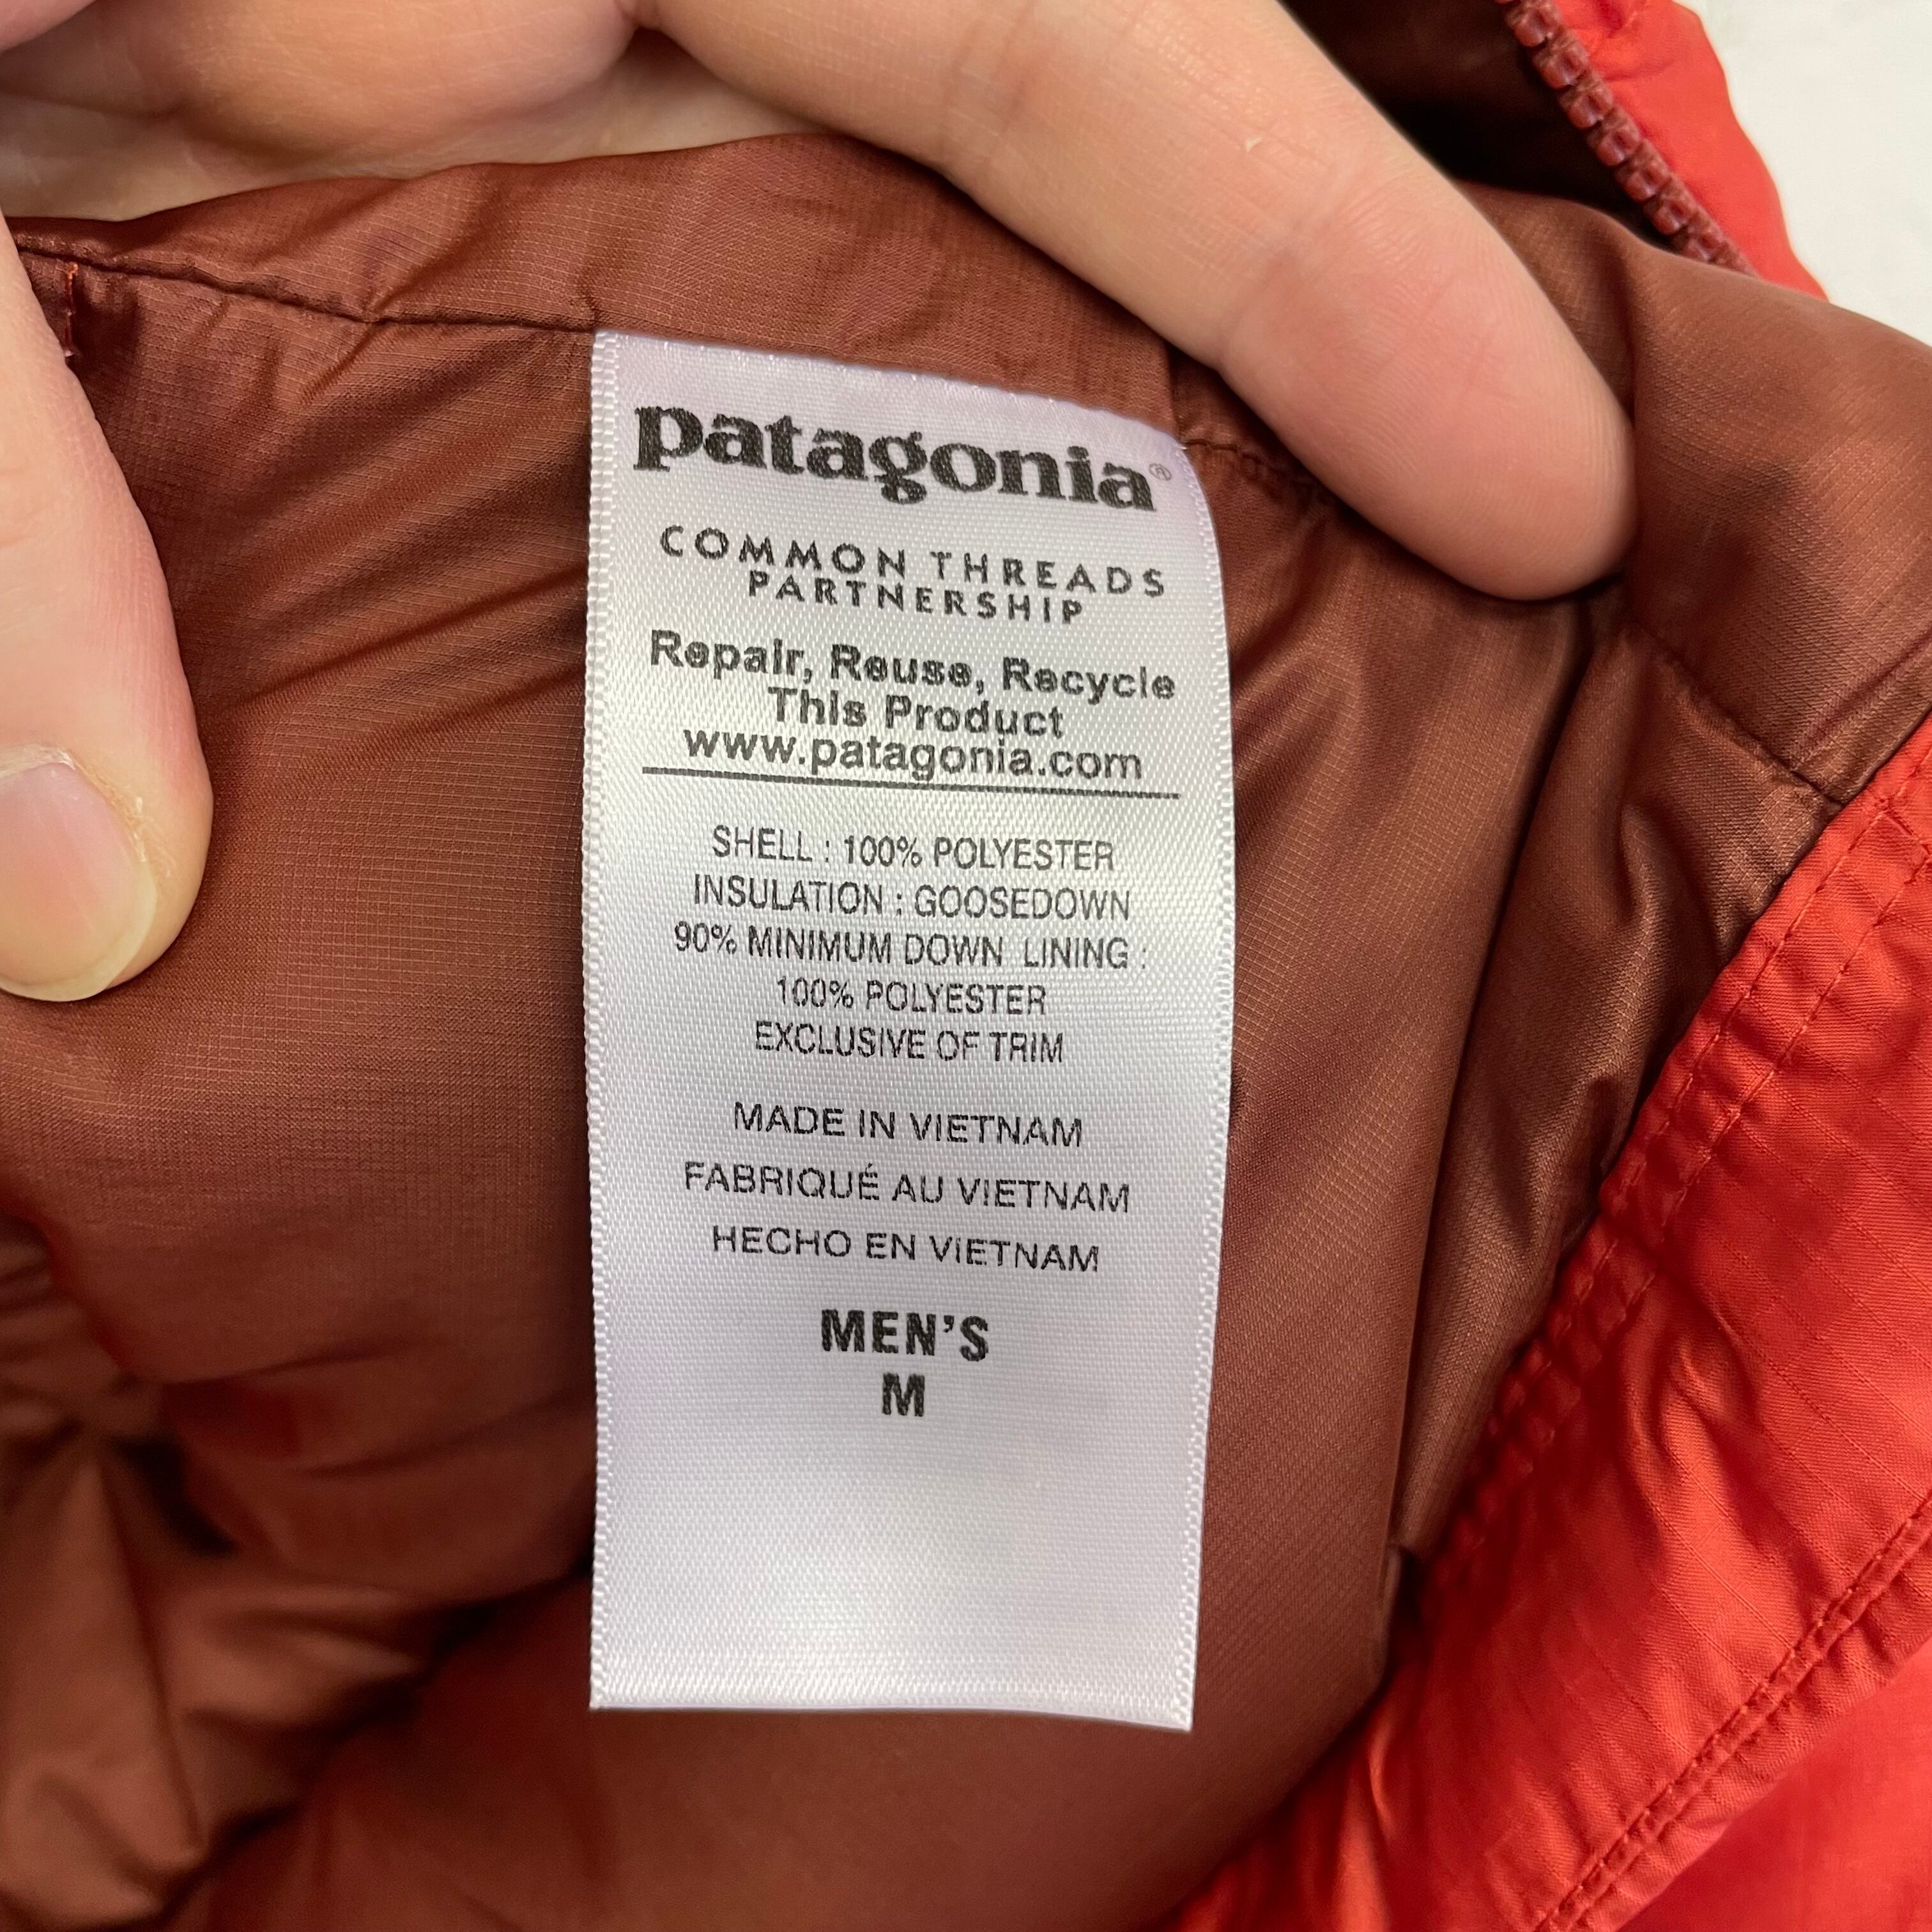 patagonia®
COMMON THREADS
PARTNERSHIP
Repair, Reuse, Recycle
This Product
www.patagonia.com
SHELL : 100% POLYESTER
INSULATION : GOOSEDOWN
90% MINIMUM DOWN LINING :
100% POLYESTER
EXCLUSIVE OF TRIM
MADE IN VIETNAM
FABRIQUÉ AU VIETNAM
HECHO EN VIETNAM
MEN'S
M